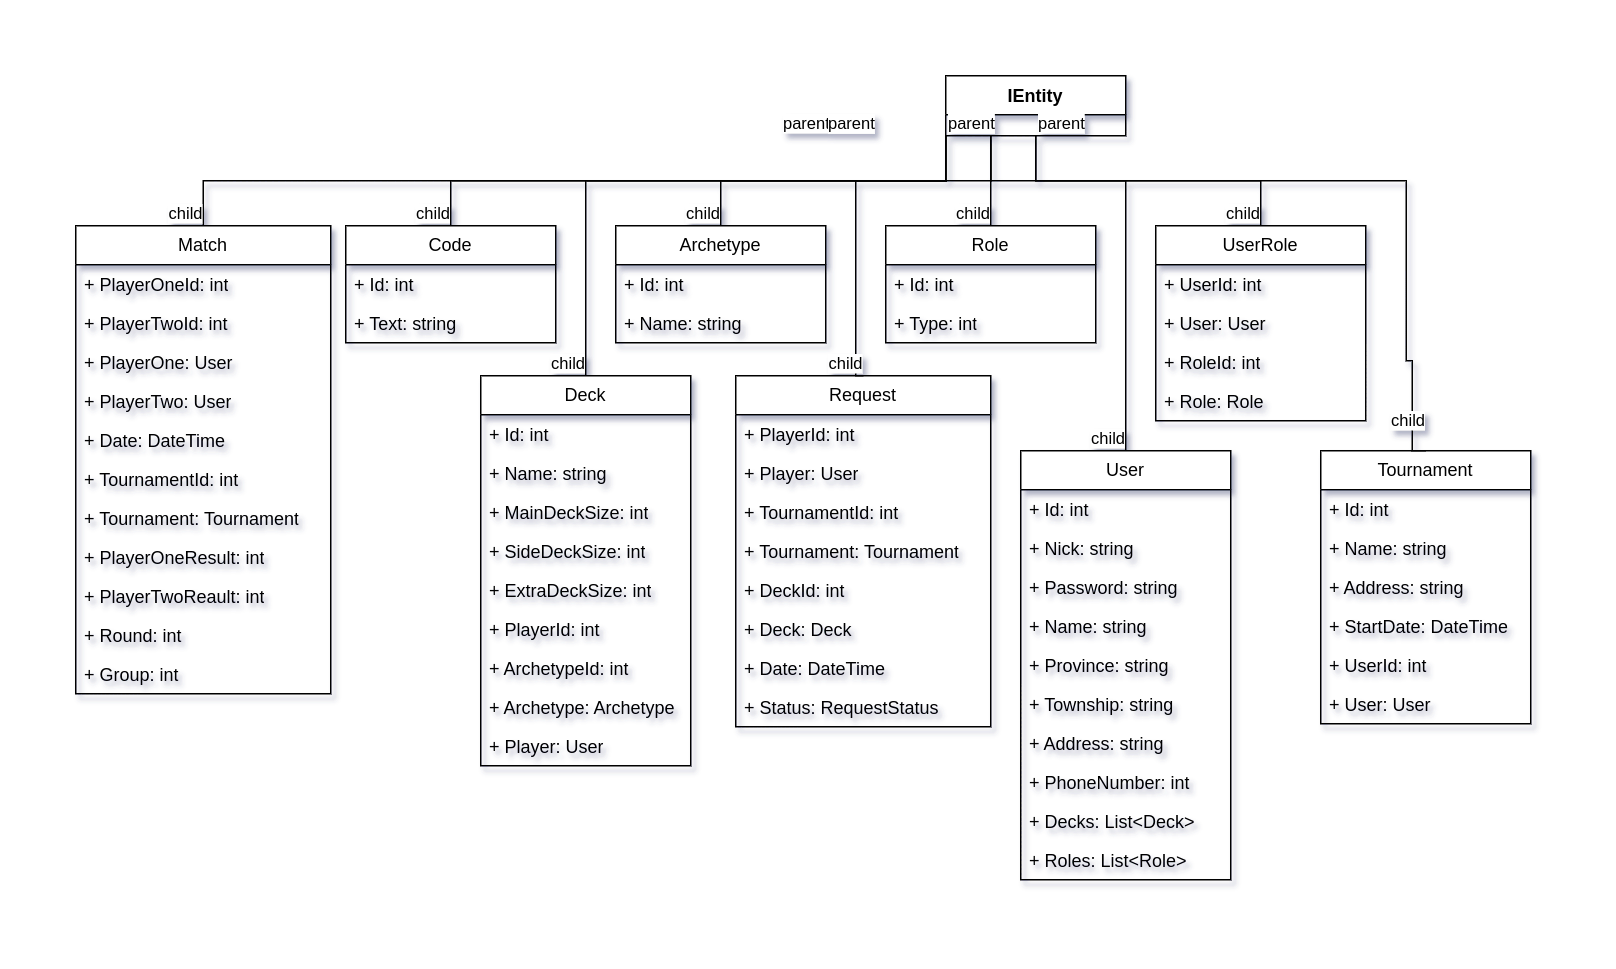 IEntity
parent
parent
parent
parent
child
Match
+ PlayerOneId: int
+ PlayerTwoId: int
+ PlayerOne: User
+ PlayerTwo: User
+ Date: DateTime
+ TournamentId: int
+ Tournament: Tournament
+ PlayerOneResult: int
+ PlayerTwoReault: int
+ Round: int
+ Group: int
child
Code
+ Id: int
+ Text: string
child
Deck
+ Id: int
+ Name: string
+ MainDeckSize: int
+ SideDeckSize: int
+ ExtraDeckSize: int
+ PlayerId: int
+ ArchetypeId: int
+ Archetype: Archetype
+ Player: User
child
Archetype
+ Id: int
+ Name: string
child
Request
+ PlayerId: int
+ Player: User
+ TournamentId: int
+ Tournament: Tournament
+ DeckId: int
+ Deck: Deck
+ Date: DateTime
+ Status: RequestStatus
child
Role
+ Id: int
+ Type: int
child
User
+ Id: int
+ Nick: string
+ Password: string
+ Name: string
+ Province: string
+ Township: string
+ Address: string
+ PhoneNumber: int
+ Decks: List<Deck>
+ Roles: List<Role>
child
UserRole
+ UserId: int
+ User: User
+ RoleId: int
+ Role: Role
child
Tournament
+ Id: int
+ Name: string
+ Address: string
+ StartDate: DateTime
+ UserId: int
+ User: User